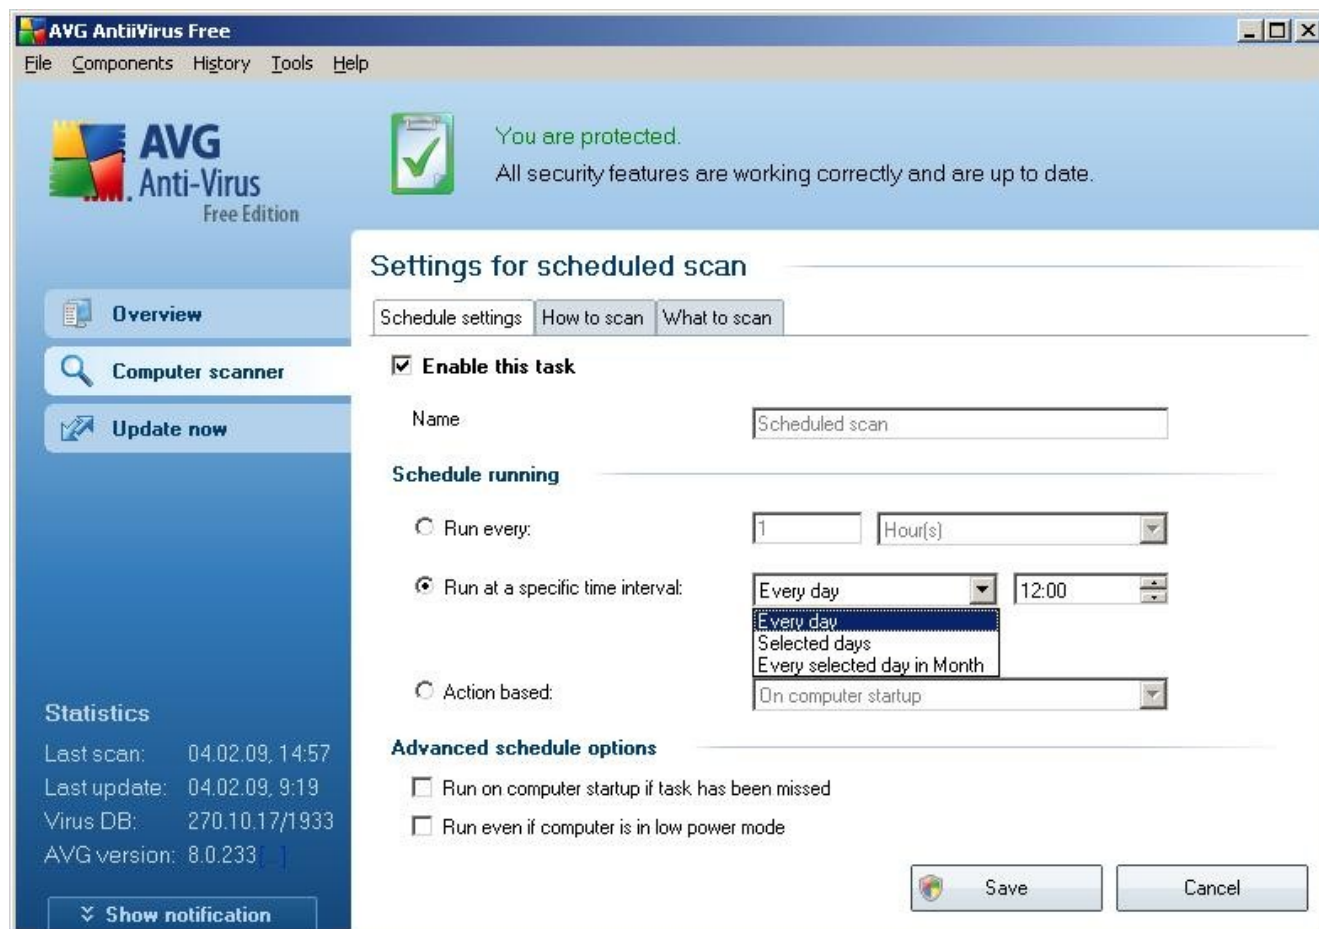 AVG AntiiVirus Free
File Components History Tools Help
AVG
Anti-Virus
Free Edition
You are protected.
All security features are working correctly and are up to date.
Overview
Computer scanner
Update now
Settings for scheduled scan
Schedule settings How to scan What to scan
Enable this task
Name Scheduled scan
Schedule running
Run every: 1 Hour(s)
Run at a specific time interval: Every day 12:00
Every day
Selected days
Every selected day in Month
Action based: On computer startup
Advanced schedule options
Run on computer startup if task has been missed
Run even if computer is in low power mode
Save Cancel
Statistics
Last scan: 04.02.09, 14:57
Last update: 04.02.09, 9:19
Virus DB: 270.10.17/1933
AVG version: 8.0.233[...]
Show notification